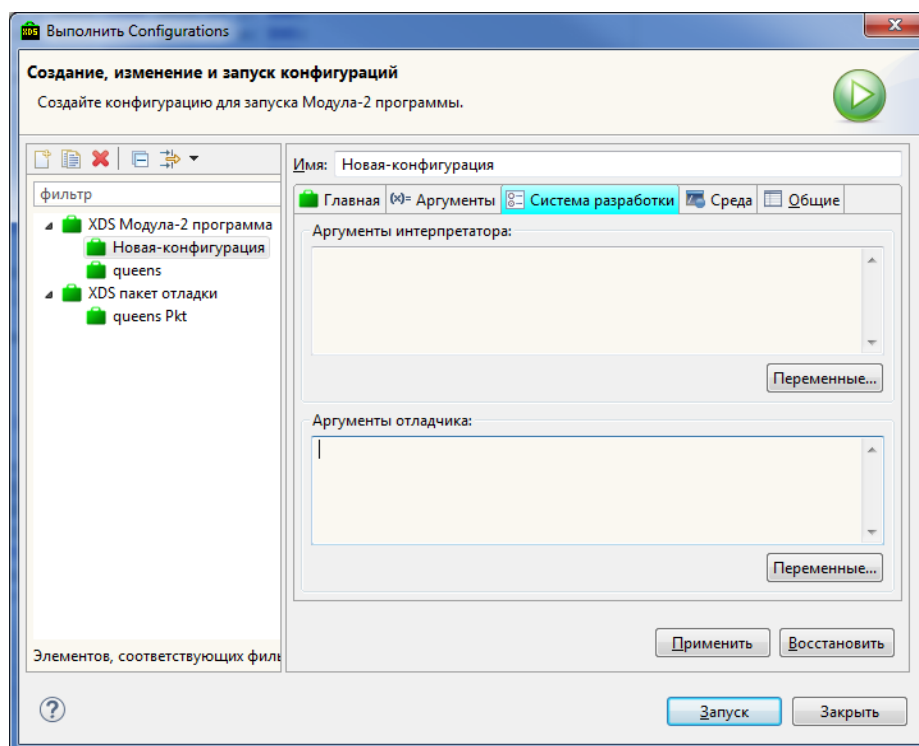 XDS Выполнить Configurations
Создание, изменение и запуск конфигураций
Создайте конфигурацию для запуска Модула-2 программы.
Имя: Новая-конфигурация
фильтр
Главная (x)= Аргументы Система разработки Среда Общие
XDS Модула-2 программа
Новая-конфигурация
queens
XDS пакет отладки
queens Pkt
Элементов, соответствующих филь
Аргументы интерпретатора:
Переменные...
Аргументы отладчика:
Переменные...
Применить Восстановить
? Запуск Закрыть